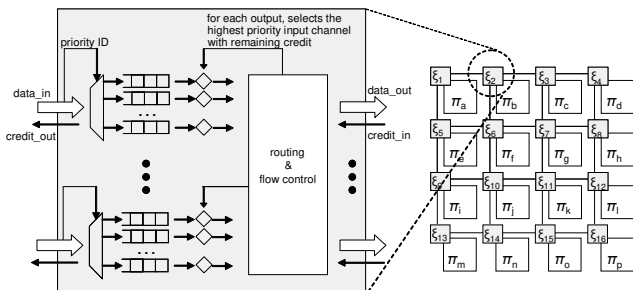 for each output, selects the
highest priority input channel
with remaining credit
priority ID
data_in
credit_out
...
...
routing
&
flow control
data_out
credit_in
ξ1 ξ2 ξ3 ξ4
πa πb πc πd
ξ5 ξ6 ξ7 ξ8
πe πf πg πh
ξ9 ξ10 ξ11 ξ12
πi πj πk πl
ξ13 ξ14 ξ15 ξ16
πm πn πo πp